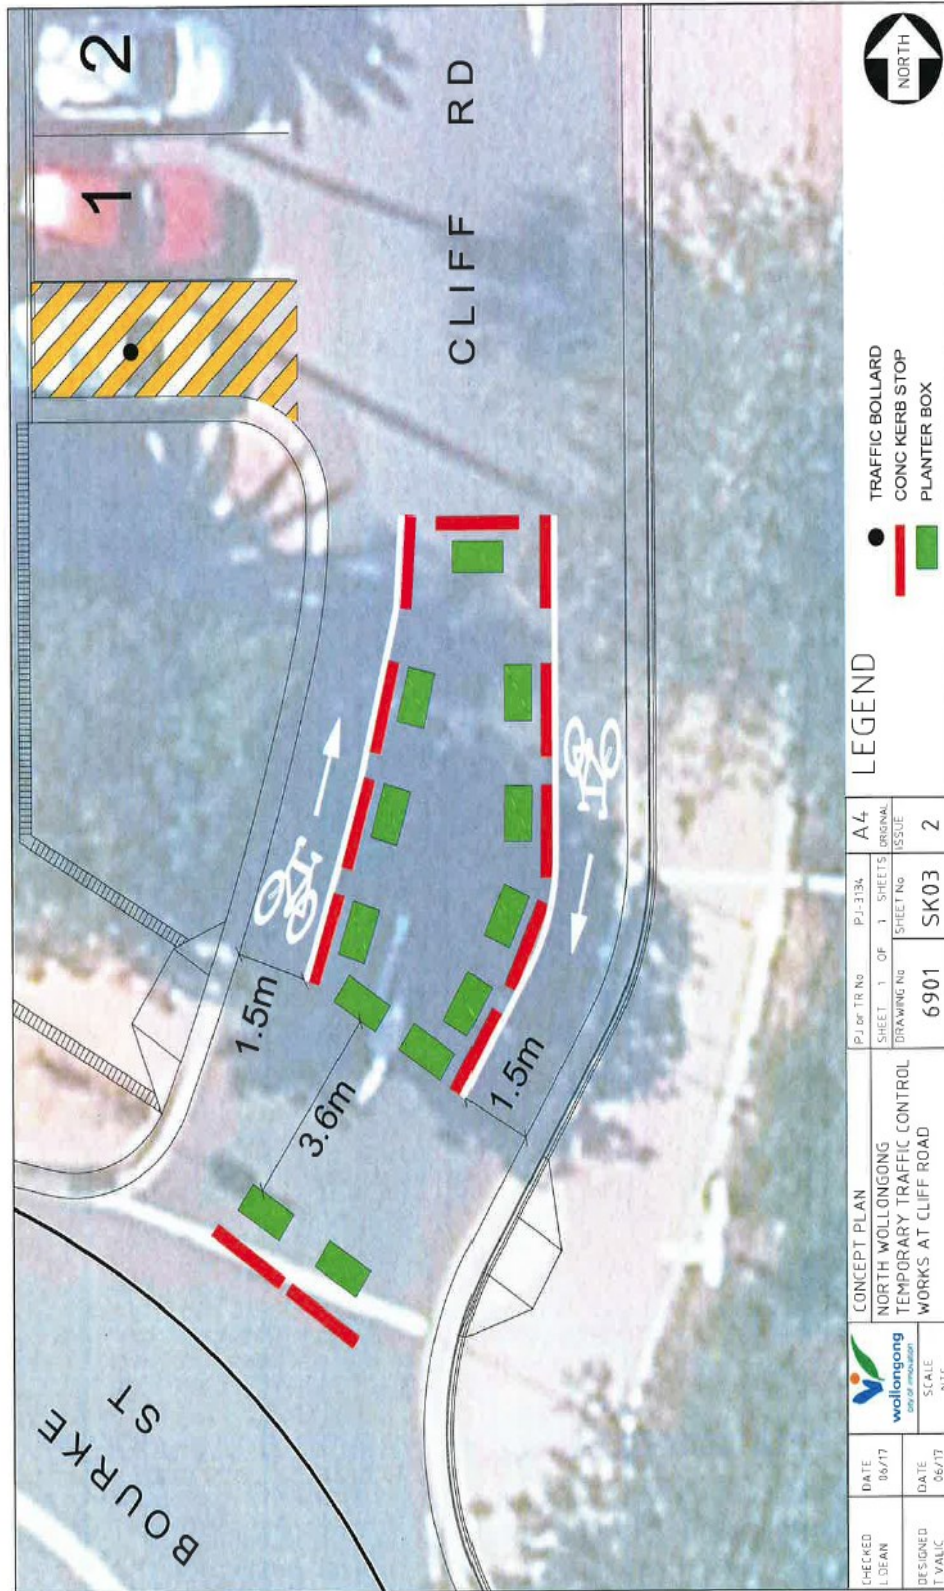 BOURKE
ST
CLIFF RD
1
2
1.5m
3.6m
1.5m
NORTH
LEGEND
TRAFFIC BOLLARD
CONC KERB STOP
PLANTER BOX
CHECKED
L DEAN
DATE
06/17
DESIGNED
T VALIC
DATE
06/17
wollongong
city of innovation
SCALE
CONCEPT PLAN
NORTH WOLLONGONG
TEMPORARY TRAFFIC CONTROL
WORKS AT CLIFF ROAD
PJ or TR No PJ-3134
SHEET 1 OF 1 SHEETS
DRAWING No
6901
SHEET No
SK03
A4
ORIGINAL
ISSUE
2